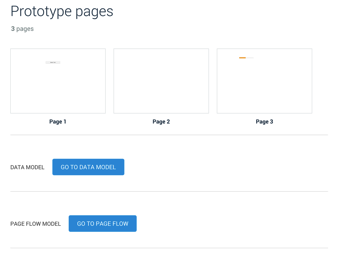 Prototype pages
3 pages
Page 1
Page 2
Page 3
DATA MODEL
GO TO DATA MODEL
PAGE FLOW MODEL
GO TO PAGE FLOW